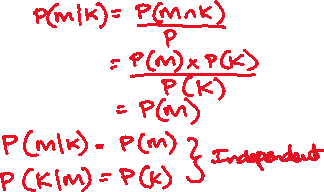 P(M|K) = P(M∩K) / P
= P(M) x P(K) / P(K)
= P(M)
P(M|K) = P(M)
P(K|M) = P(K) } Independent